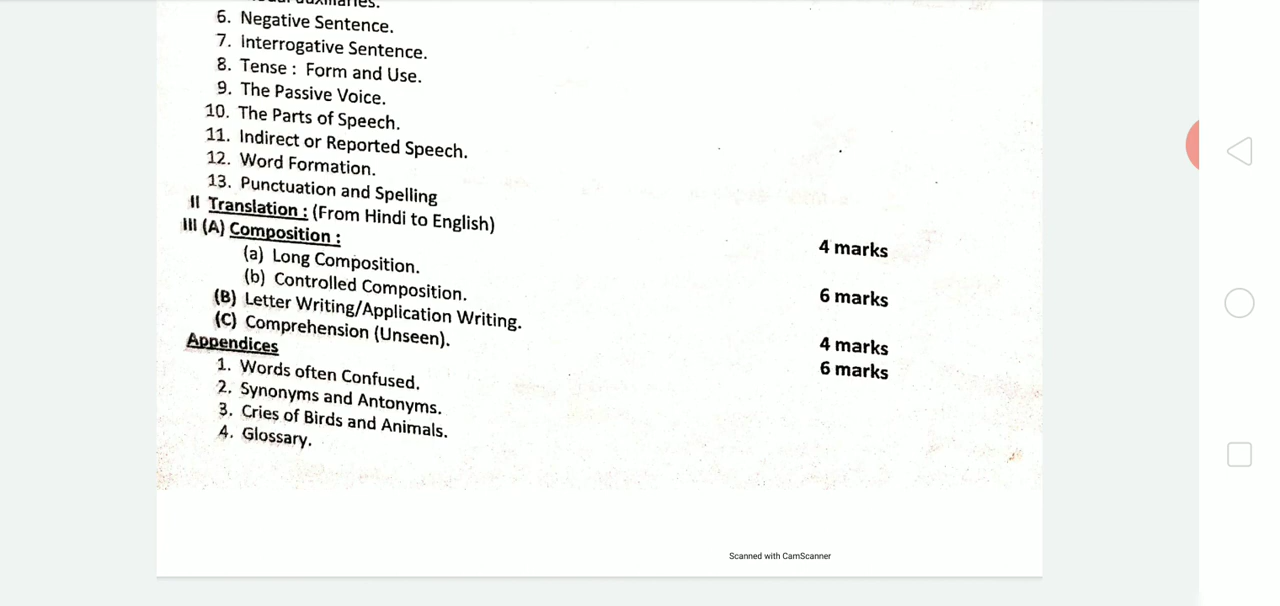 6. Negative Sentence.
7. Interrogative Sentence.
8. Tense : Form and Use.
9. The Passive Voice.
10. The Parts of Speech.
11. Indirect or Reported Speech.
12. Word Formation.
13. Punctuation and Spelling
II Translation : (From Hindi to English) 4 marks
III (A) Composition :
(a) Long Composition. 6 marks
(b) Controlled Composition.
(B) Letter Writing/Application Writing. 4 marks
(C) Comprehension (Unseen). 6 marks
Appendices
1. Words often Confused.
2. Synonyms and Antonyms.
3. Cries of Birds and Animals.
4. Glossary.
Scanned with CamScanner